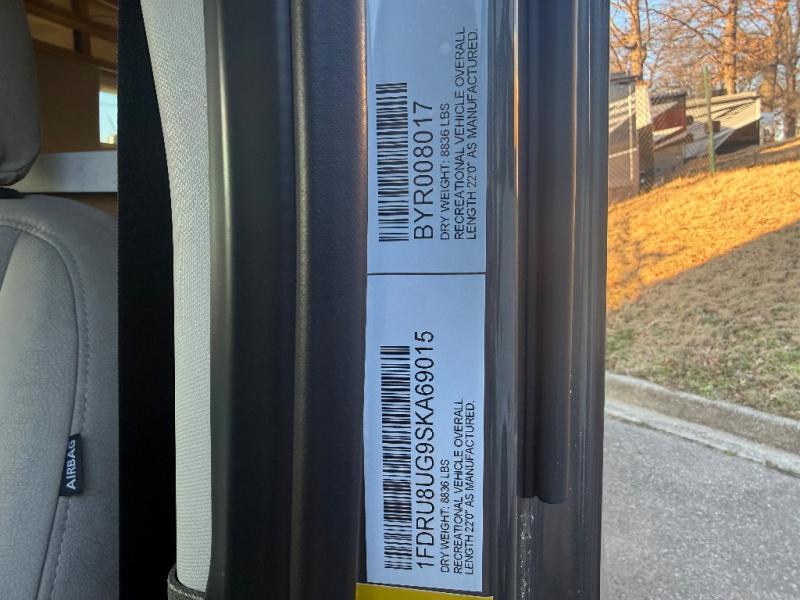 BYR008017
DRY WEIGHT: 8836 LBS
RECREATIONAL VEHICLE OVERALL
LENGTH 22'0" AS MANUFACTURED.
1FDRU8UG9SKA69015
DRY WEIGHT: 8836 LBS
RECREATIONAL VEHICLE OVERALL
LENGTH 22'0" AS MANUFACTURED.
AIRBAG